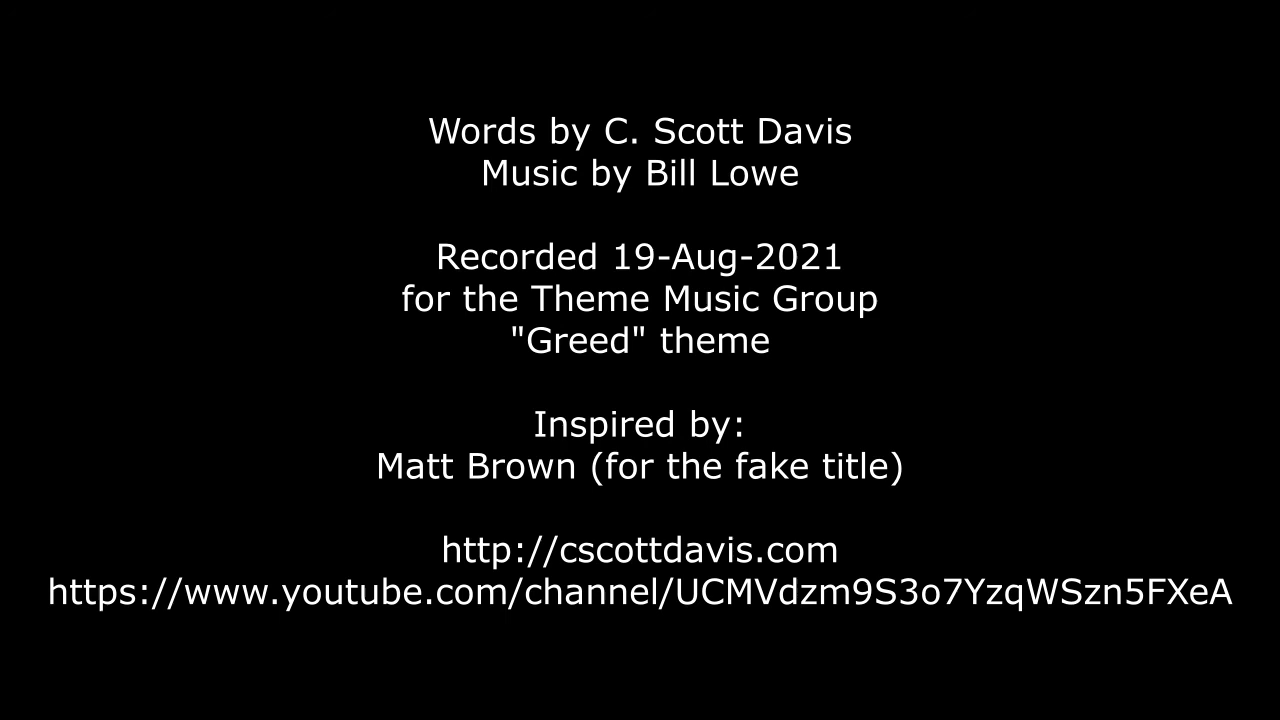 Words by C. Scott Davis
Music by Bill Lowe
Recorded 19-Aug-2021
for the Theme Music Group
"Greed" theme
Inspired by:
Matt Brown (for the fake title)
http://cscottdavis.com
https://www.youtube.com/channel/UCMVdzm9S3o7YzqWSzn5FXeA